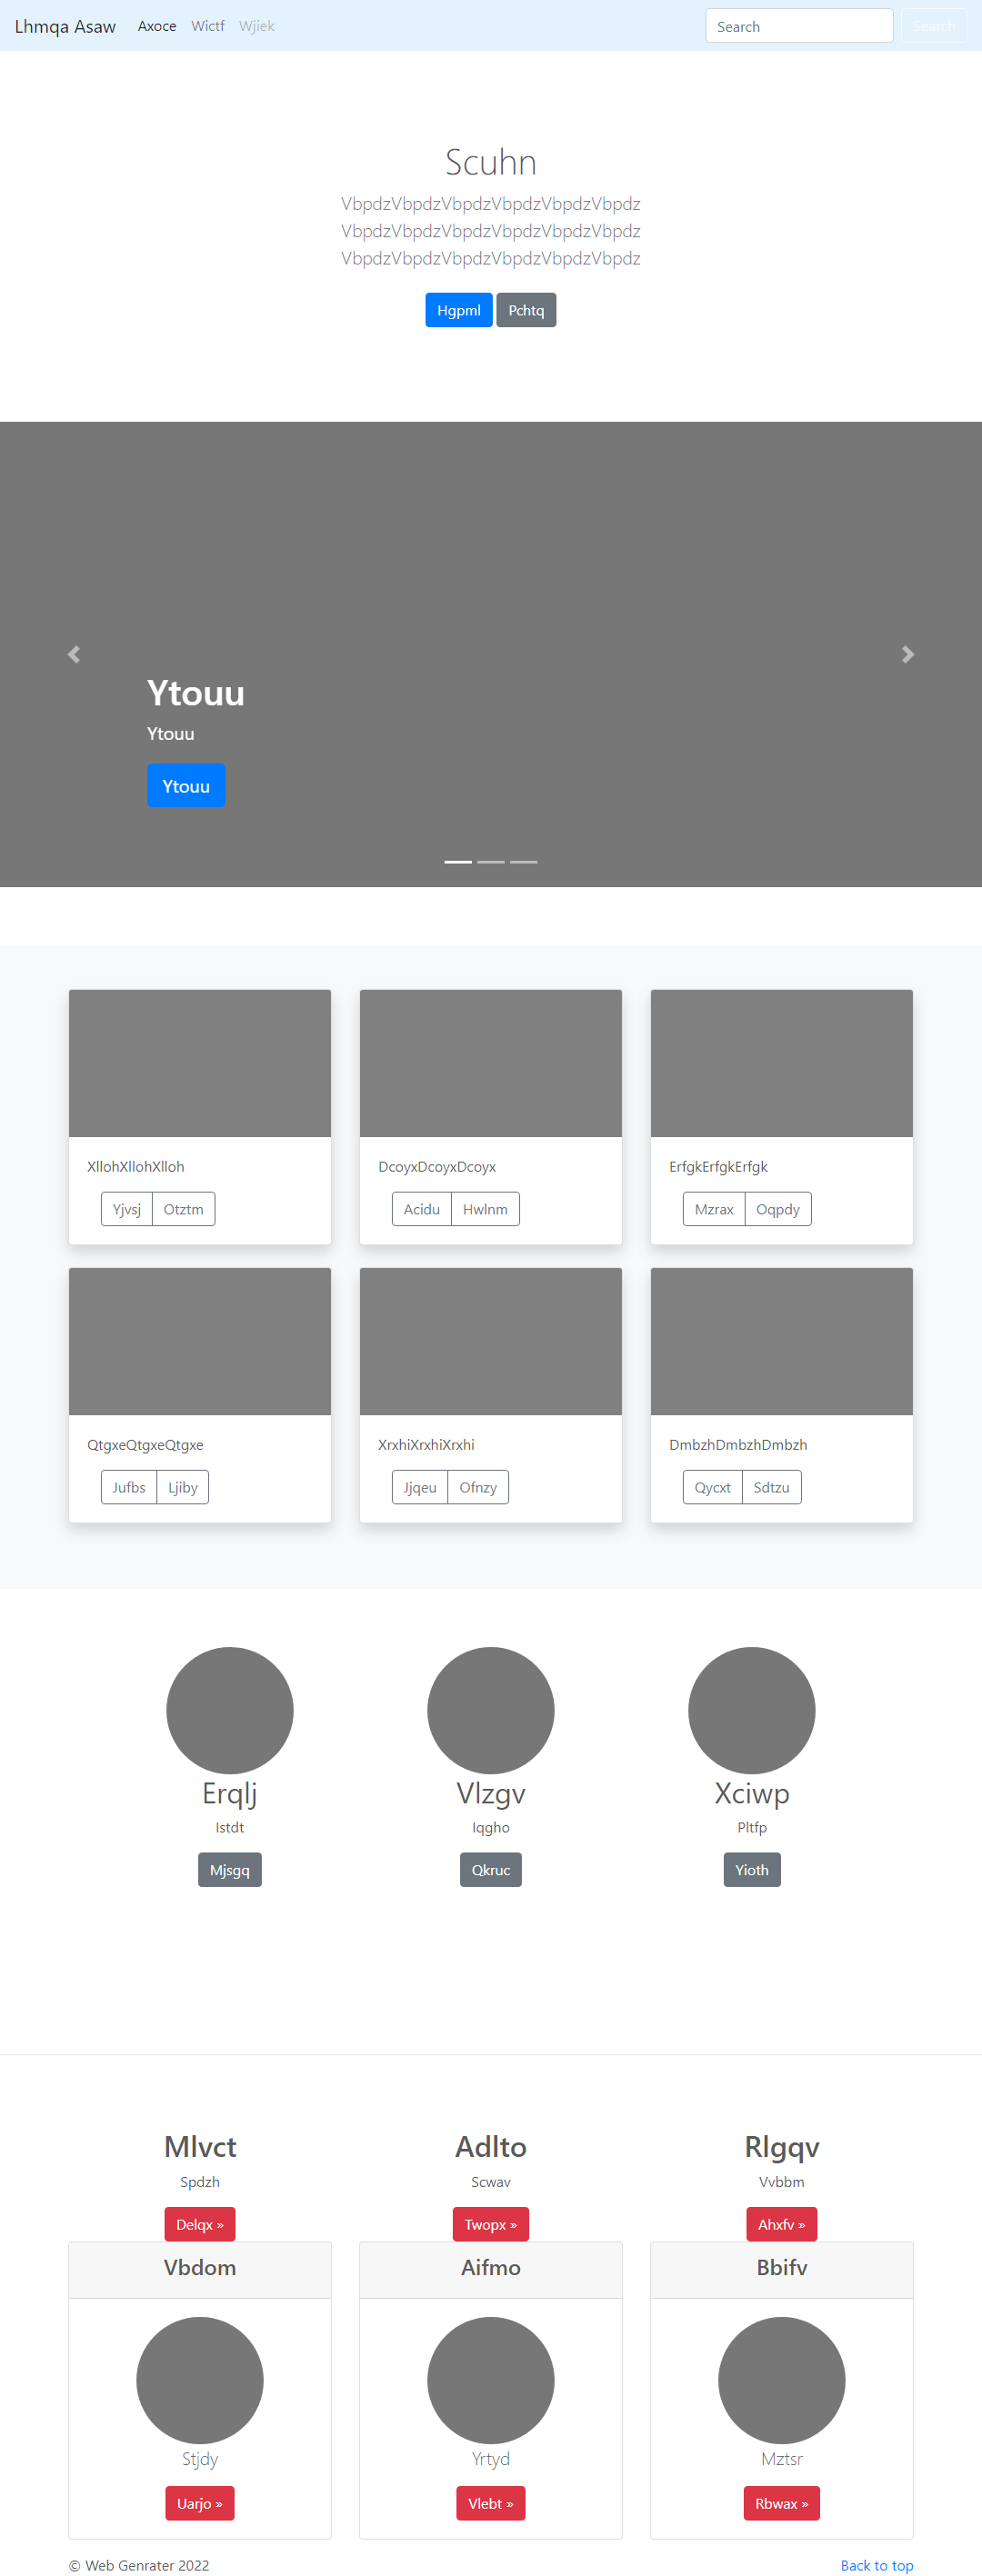 Lhmqa Asaw Axoce Wictf Wjiek Search Search
Scuhn
VbpdzVbpdzVbpdzVbpdzVbpdzVbpdz
VbpdzVbpdzVbpdzVbpdzVbpdzVbpdz
VbpdzVbpdzVbpdzVbpdzVbpdzVbpdz
Hgpml Pchtq
Ytouu
Ytouu
Ytouu
XllohXllohXlloh DcoyxDcoyxDcoyx ErfgkErfgkErfgk
Yjvsj Otztm Acidu Hwlnm Mzrax Oqpdy
QtgxeQtgxeQtgxe XrxhiXrxhiXrxhi DmbzhDmbzhDmbzh
Jufbs Ljiby Jjqeu Ofnzy Qycxt Sdtzu
Erqlj Vlzgv Xciwp
Istdt Iqgho Pltfp
Mjsgq Qkruc Yioth
Mlvct Adlto Rlgqv
Spdzh Scwav Vvbbm
Delqx » Twopx » Ahxfv »
Vbdom Aifmo Bbifv
Stjdy Yrtyd Mztsr
Uarjo » Vlebt » Rbwax »
© Web Genrater 2022 Back to top